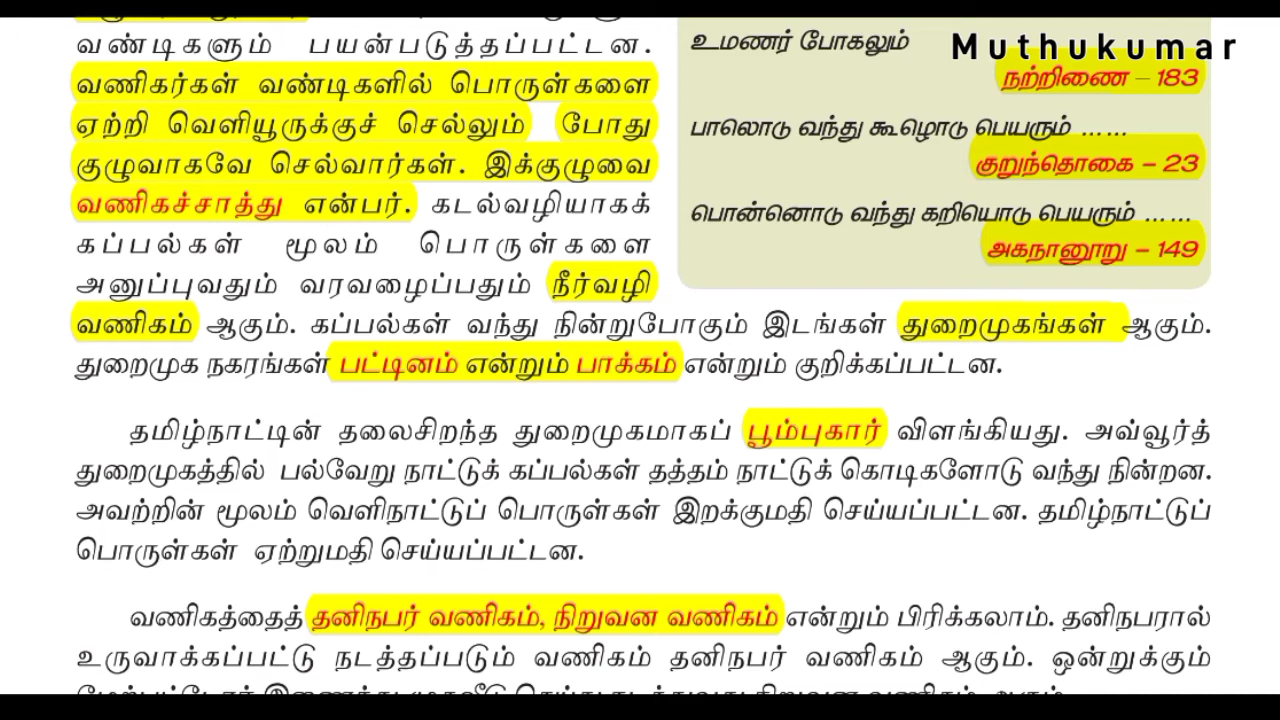 வண்டிகளும் பயன்படுத்தப்பட்டன.
வணிகர்கள் வண்டிகளில் பொருள்களை
ஏற்றி வெளியூருக்குச் செல்லும் போது
குழுவாகவே செல்வார்கள். இக்குழுவை
வணிகச்சாத்து என்பர். கடல்வழியாகக்
கப்பல்கள் மூலம் பொருள்களை
அனுப்புவதும் வரவழைப்பதும் நீர்வழி
வணிகம் ஆகும். கப்பல்கள் வந்து நின்றுபோகும் இடங்கள் துறைமுகங்கள் ஆகும்.
துறைமுக நகரங்கள் பட்டினம் என்றும் பாக்கம் என்றும் குறிக்கப்பட்டன.
உமணர் போகலும்
Muthukumar
நற்றிணை – 183
பாலொடு வந்து கூழொடு பெயரும் ......
குறுந்தொகை – 23
பொன்னொடு வந்து கறியொடு பெயரும் ......
அகநானூறு – 149
தமிழ்நாட்டின் தலைசிறந்த துறைமுகமாகப் பூம்புகார் விளங்கியது. அவ்வூர்த்
துறைமுகத்தில் பல்வேறு நாட்டுக் கப்பல்கள் தத்தம் நாட்டுக் கொடிகளோடு வந்து நின்றன.
அவற்றின் மூலம் வெளிநாட்டுப் பொருள்கள் இறக்குமதி செய்யப்பட்டன. தமிழ்நாட்டுப்
பொருள்கள் ஏற்றுமதி செய்யப்பட்டன.
வணிகத்தைத் தனிநபர் வணிகம், நிறுவன வணிகம் என்றும் பிரிக்கலாம். தனிநபரால்
உருவாக்கப்பட்டு நடத்தப்படும் வணிகம் தனிநபர் வணிகம் ஆகும். ஒன்றுக்கும்